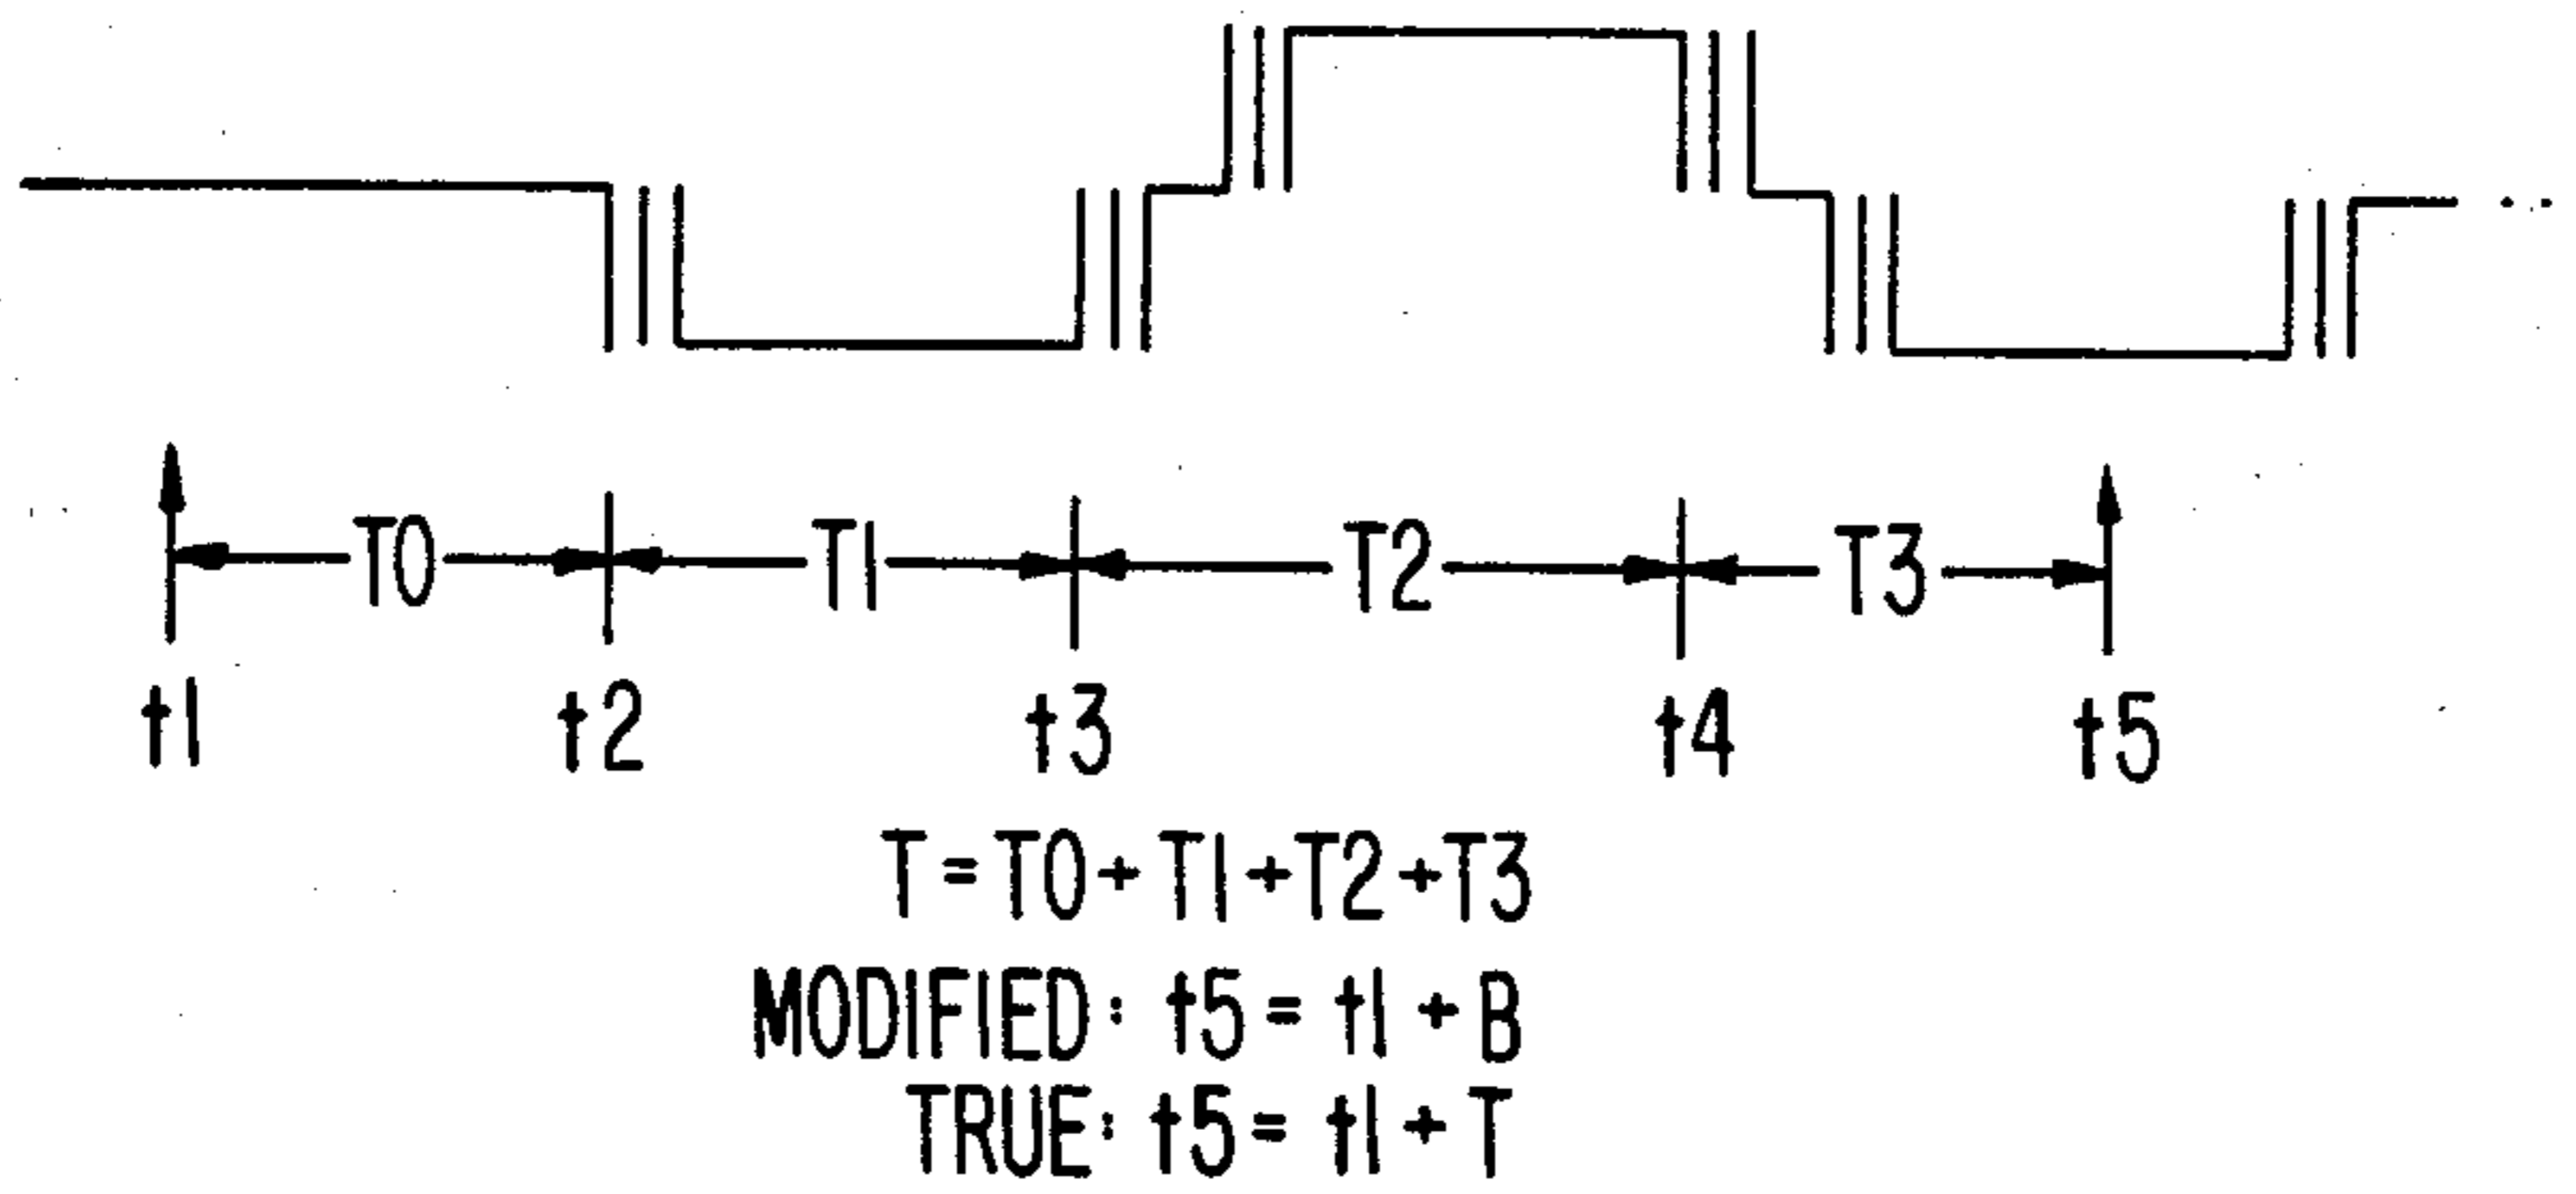 T0 T1 T2 T3
t1 t2 t3 t4 t5
T = T0 + T1 + T2 + T3
MODIFIED: t5 = t1 + B
TRUE: t5 = t1 + T